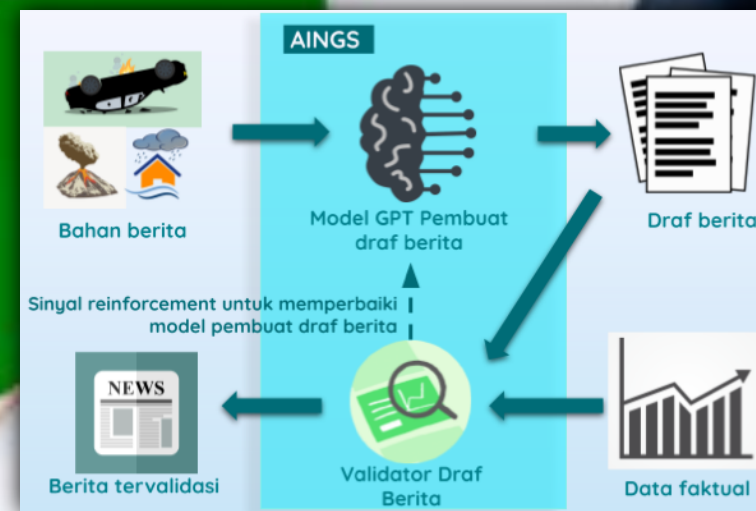 AINGS
Bahan berita
Model GPT Pembuat
draf berita
Draf berita
Sinyal reinforcement untuk memperbaiki
model pembuat draf berita
NEWS
Berita tervalidasi
Validator Draf
Berita
Data faktual